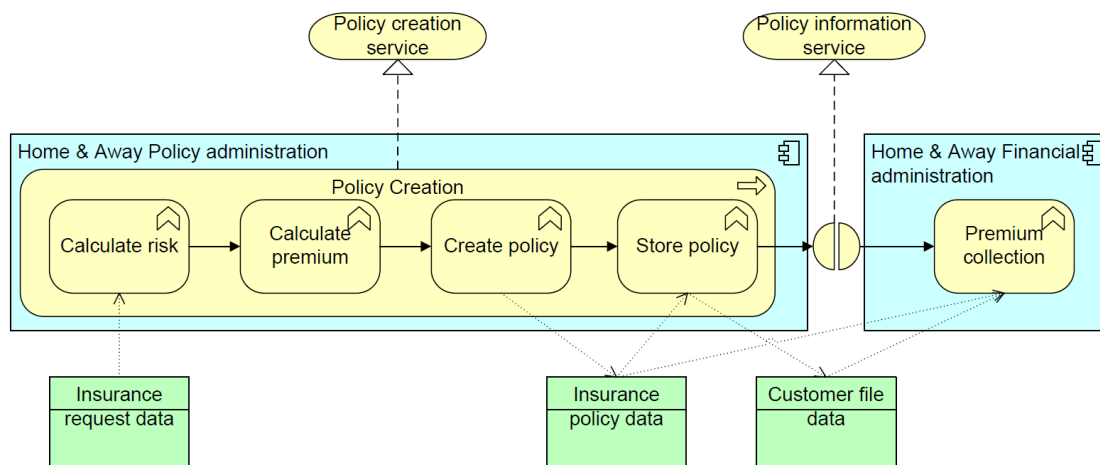 Policy creation
service
Policy information
service
Home & Away Policy administration
Home & Away Financial
administration
Policy Creation
Calculate risk
Calculate
premium
Create policy
Store policy
Premium
collection
Insurance
request data
Insurance
policy data
Customer file
data